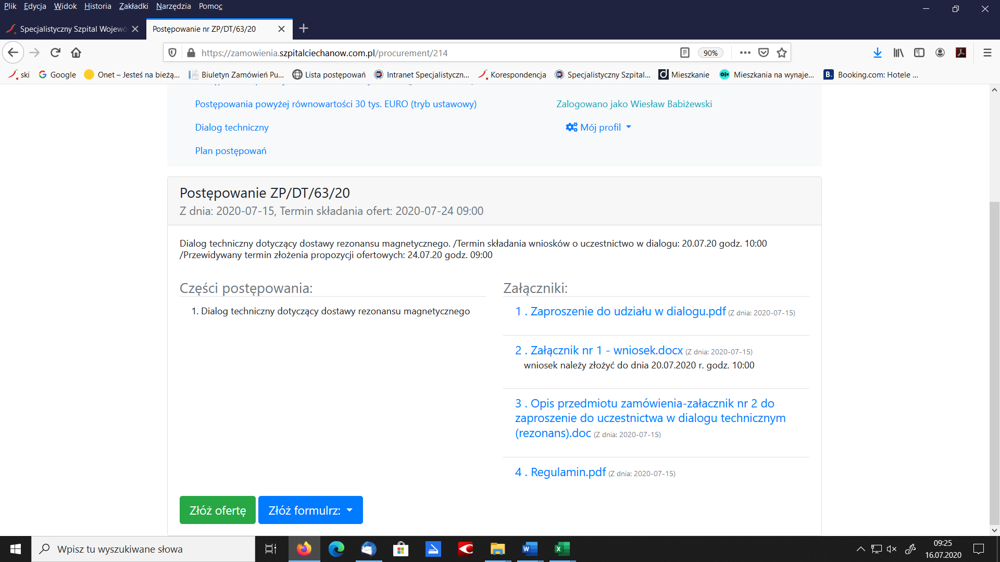 Plik Edycja Widok Historia Zakładki Narzędzia Pomoc
Specjalistyczny Szpital Wojewó
Postępowanie nr ZP/DT/63/20
https://zamowienia.szpitalciechanow.com.pl/procurement/214
90%
ski
Google
Onet – Jesteś na bieżą...
Biuletyn Zamówień Pu...
Lista postępowań
Intranet Specjalistyczn...
Korespondencja
Specjalistyczny Szpital...
Mieszkanie
Mieszkania na wynaje...
Booking.com: Hotele ...
Postępowania powyżej równowartości 30 tys. EURO (tryb ustawowy)
Dialog techniczny
Plan postępowań
Zalogowano jako Wiesław Babiżewski
Mój profil
Postępowanie ZP/DT/63/20
Z dnia: 2020-07-15, Termin składania ofert: 2020-07-24 09:00
Dialog techniczny dotyczący dostawy rezonansu magnetycznego. /Termin składania wniosków o uczestnictwo w dialogu: 20.07.20 godz. 10:00
/Przewidywany termin złożenia propozycji ofertowych: 24.07.20 godz. 09:00
Części postępowania:
1. Dialog techniczny dotyczący dostawy rezonansu magnetycznego
Załączniki:
1 . Zaproszenie do udziału w dialogu.pdf (Z dnia: 2020-07-15)
2 . Załącznik nr 1 - wniosek.docx (Z dnia: 2020-07-15)
wniosek należy złożyć do dnia 20.07.2020 r. godz. 10:00
3 . Opis przedmiotu zamówienia-załacznik nr 2 do
zaproszenie do uczestnictwa w dialogu technicznym
(rezonans).doc (Z dnia: 2020-07-15)
4 . Regulamin.pdf (Z dnia: 2020-07-15)
Złóż ofertę
Złóż formulrz:
Wpisz tu wyszukiwane słowa
09:25
16.07.2020